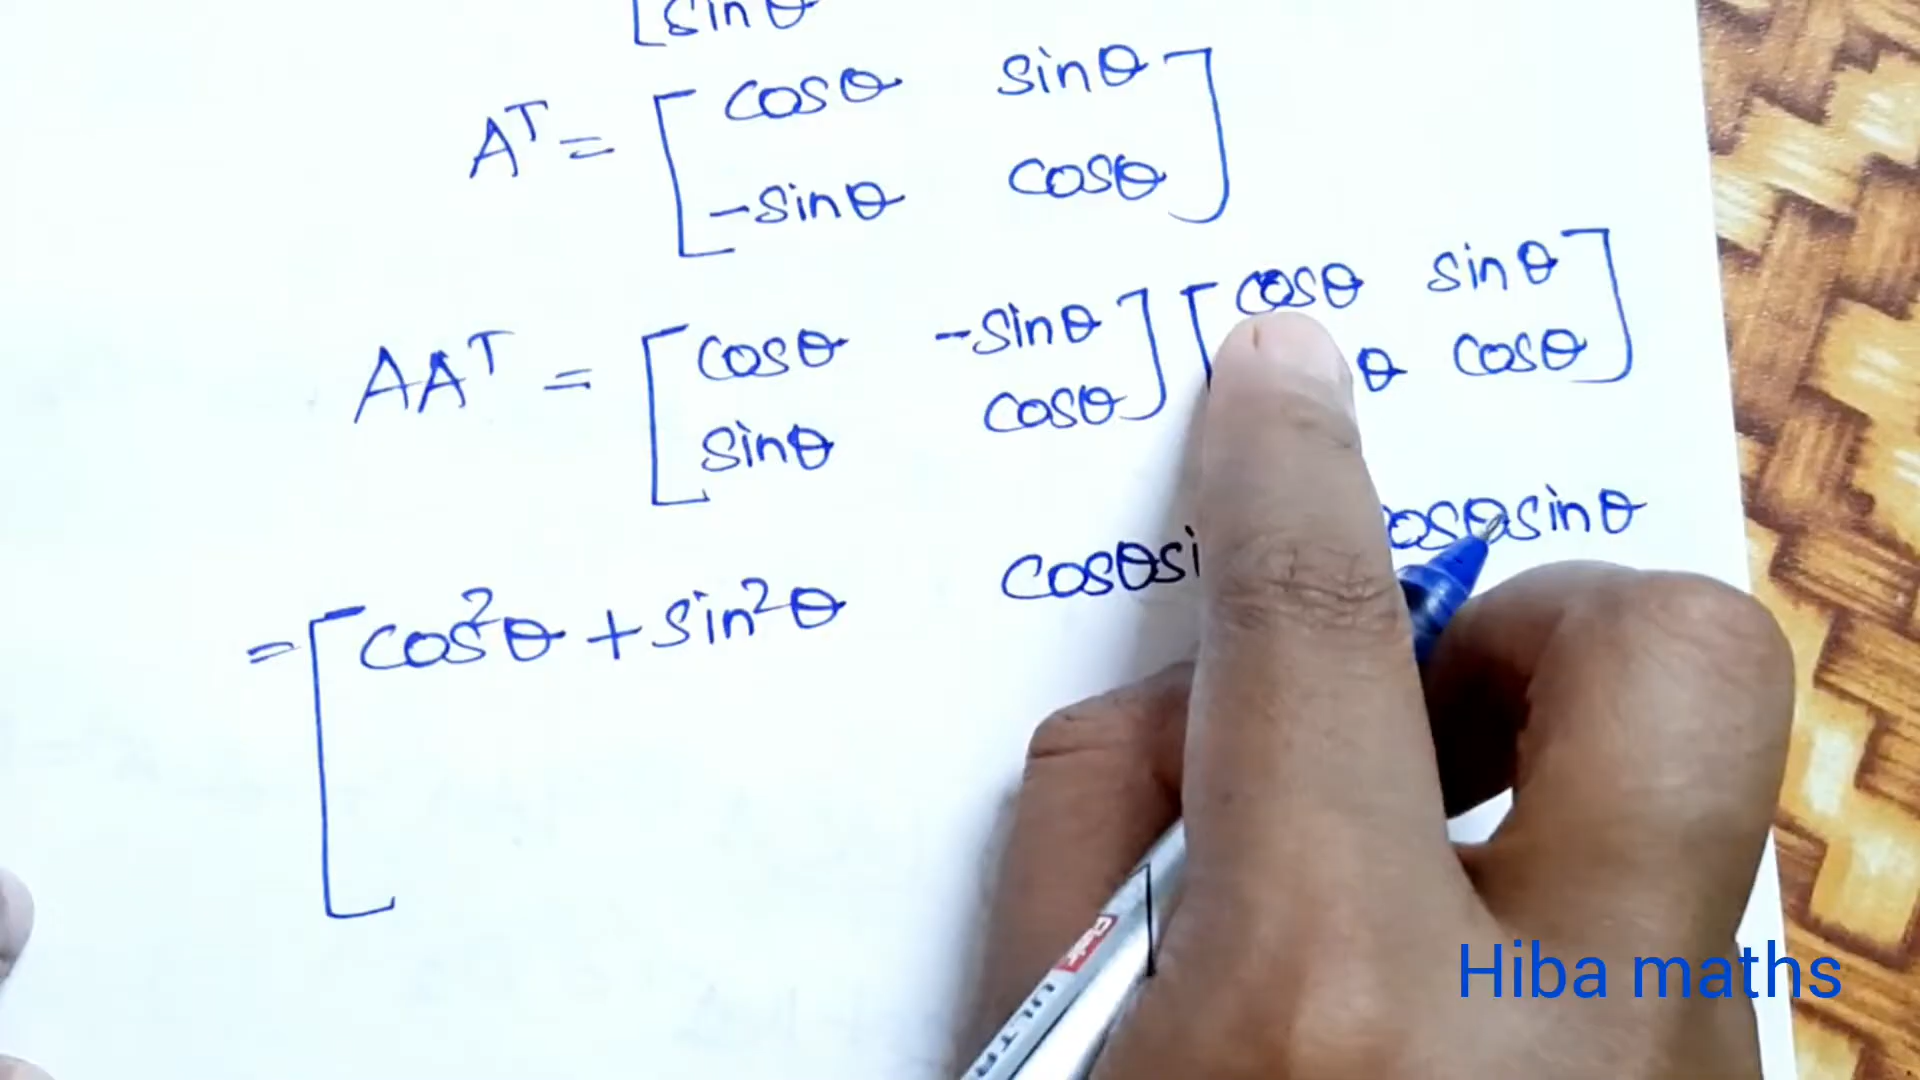 [sinθ
Aᵀ = [cosθ sinθ
-sinθ cosθ]
AAᵀ = [cosθ -sinθ] [cosθ sinθ
sinθ cosθ] θ cosθ]
= [cos²θ + sin²θ cosθsi osθsinθ
Hiba maths